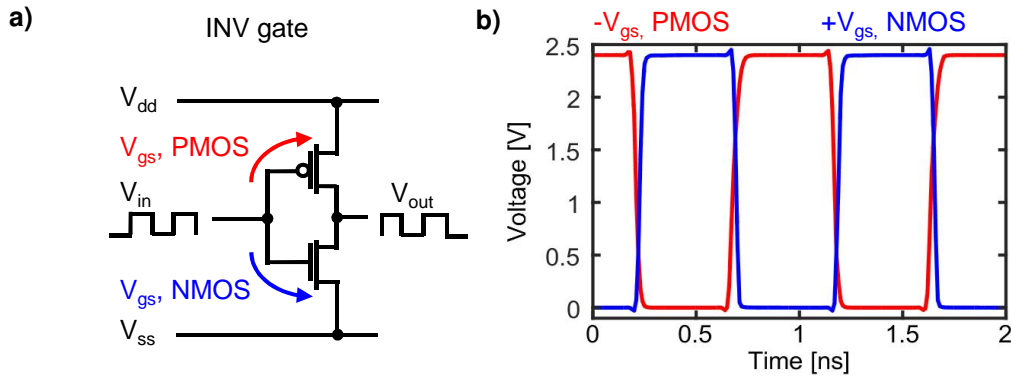 a)
INV gate
V_dd
V_gs, PMOS
V_in
V_out
V_gs, NMOS
V_ss
b)
-V_gs, PMOS
+V_gs, NMOS
2.5
2
1.5
1
0.5
0
Voltage [V]
0 0.5 1 1.5 2
Time [ns]